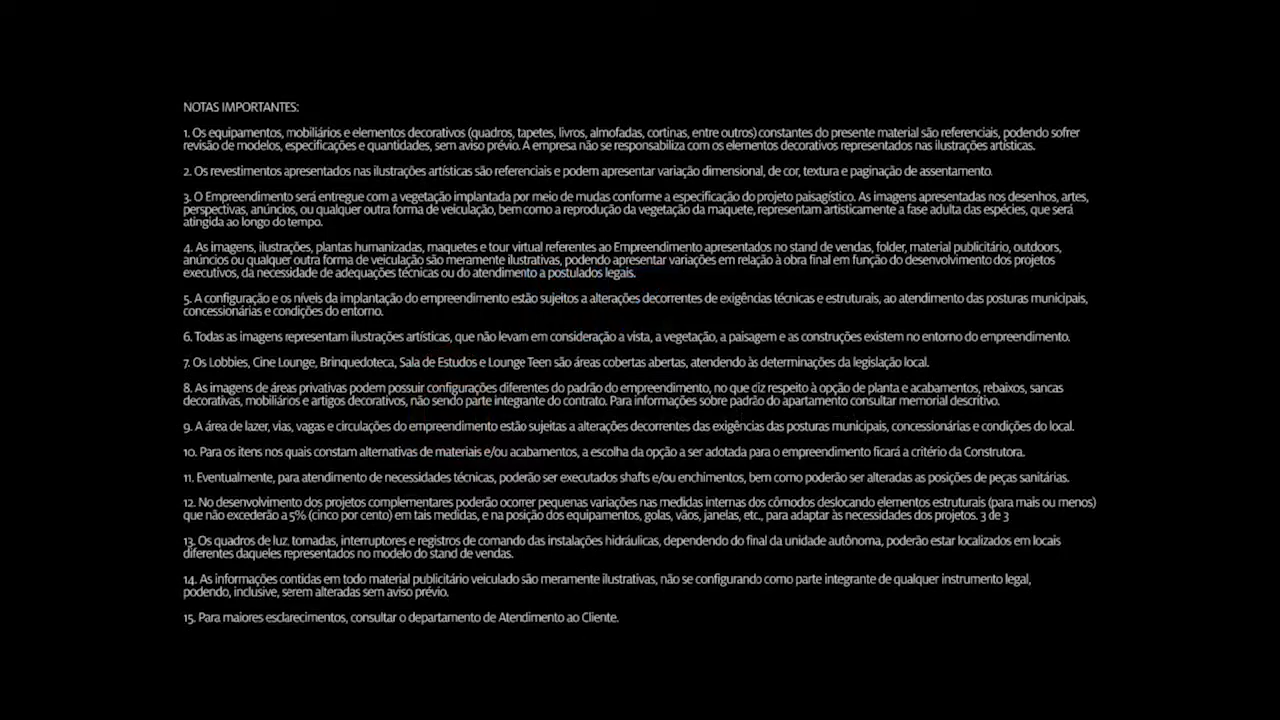 NOTAS IMPORTANTES:
1. Os equipamentos, mobiliários e elementos decorativos (quadros, tapetes, livros, almofadas, cortinas, entre outros) constantes do presente material são referenciais, podendo sofrer
revisão de modelos, especificações e quantidades, sem aviso prévio. A empresa não se responsabiliza com os elementos decorativos representados nas ilustrações artísticas.
2. Os revestimentos apresentados nas ilustrações artísticas são referenciais e podem apresentar variação dimensional, de cor, textura e paginação de assentamento.
3. O Empreendimento será entregue com a vegetação implantada por meio de mudas conforme a especificação do projeto paisagístico. As imagens apresentadas nos desenhos, artes,
perspectivas, anúncios, ou qualquer outra forma de veiculação, bem como a reprodução da vegetação da maquete, representam artisticamente a fase adulta das espécies, que será
atingida ao longo do tempo.
4. As imagens, ilustrações, plantas humanizadas, maquetes e tour virtual referentes ao Empreendimento apresentados no stand de vendas, folder, material publicitário, outdoors,
anúncios ou qualquer outra forma de veiculação são meramente ilustrativas, podendo apresentar variações em relação à obra final em função do desenvolvimento dos projetos
executivos, da necessidade de adequações técnicas ou do atendimento a postulados legais.
5. A configuração e os níveis da implantação do empreendimento estão sujeitos a alterações decorrentes de exigências técnicas e estruturais, ao atendimento das posturas municipais,
concessionárias e condições do entorno.
6. Todas as imagens representam ilustrações artísticas, que não levam em consideração a vista, a vegetação, a paisagem e as construções existem no entorno do empreendimento.
7. Os Lobbies, Cine Lounge, Brinquedoteca, Sala de Estudos e Lounge Teen são áreas cobertas abertas, atendendo às determinações da legislação local.
8. As imagens de áreas privativas podem possuir configurações diferentes do padrão do empreendimento, no que diz respeito à opção de planta e acabamentos, rebaixos, sancas
decorativas, mobiliários e artigos decorativos, não sendo parte integrante do contrato. Para informações sobre padrão do apartamento consultar memorial descritivo.
9. A área de lazer, vias, vagas e circulações do empreendimento estão sujeitas a alterações decorrentes das exigências das posturas municipais, concessionárias e condições do local.
10. Para os itens nos quais constam alternativas de materiais e/ou acabamentos, a escolha da opção a ser adotada para o empreendimento ficará a critério da Construtora.
11. Eventualmente, para atendimento de necessidades técnicas, poderão ser executados shafts e/ou enchimentos, bem como poderão ser alteradas as posições de peças sanitárias.
12. No desenvolvimento dos projetos complementares poderão ocorrer pequenas variações nas medidas internas dos cômodos deslocando elementos estruturais (para mais ou menos)
que não excederão a 5% (cinco por cento) em tais medidas, e na posição dos equipamentos, golas, vãos, janelas, etc., para adaptar às necessidades dos projetos. 3 de 3
13. Os quadros de luz, tomadas, interruptores e registros de comando das instalações hidráulicas, dependendo do final da unidade autônoma, poderão estar localizados em locais
diferentes daqueles representados no modelo do stand de vendas.
14. As informações contidas em todo material publicitário veiculado são meramente ilustrativas, não se configurando como parte integrante de qualquer instrumento legal,
podendo, inclusive, serem alteradas sem aviso prévio.
15. Para maiores esclarecimentos, consultar o departamento de Atendimento ao Cliente.